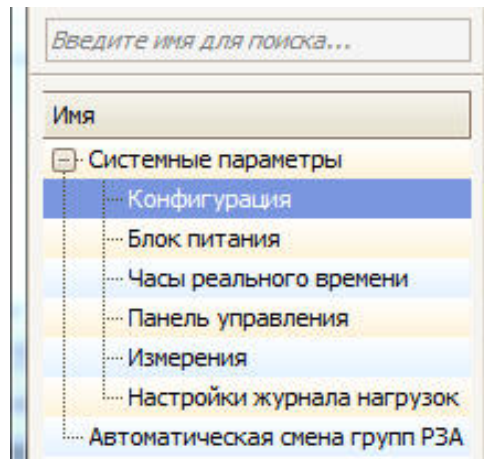 Введите имя для поиска...
Имя
Системные параметры
Конфигурация
Блок питания
Часы реального времени
Панель управления
Измерения
Настройки журнала нагрузок
Автоматическая смена групп РЗА